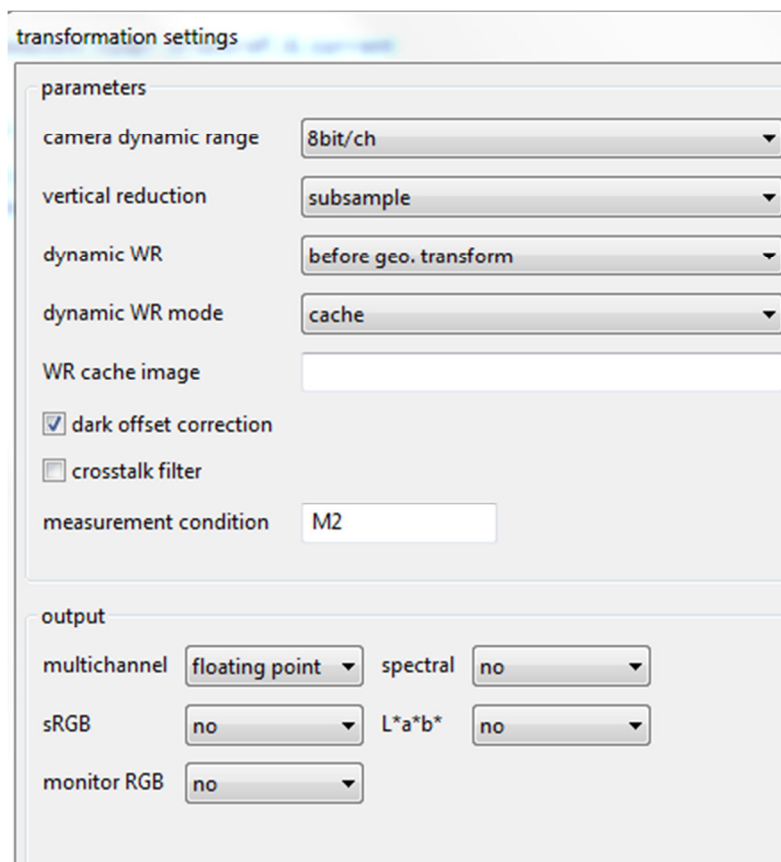 transformation settings
parameters
camera dynamic range 8bit/ch
vertical reduction subsample
dynamic WR before geo. transform
dynamic WR mode cache
WR cache image
dark offset correction
crosstalk filter
measurement condition M2
output
multichannel floating point spectral no
sRGB no L*a*b* no
monitor RGB no